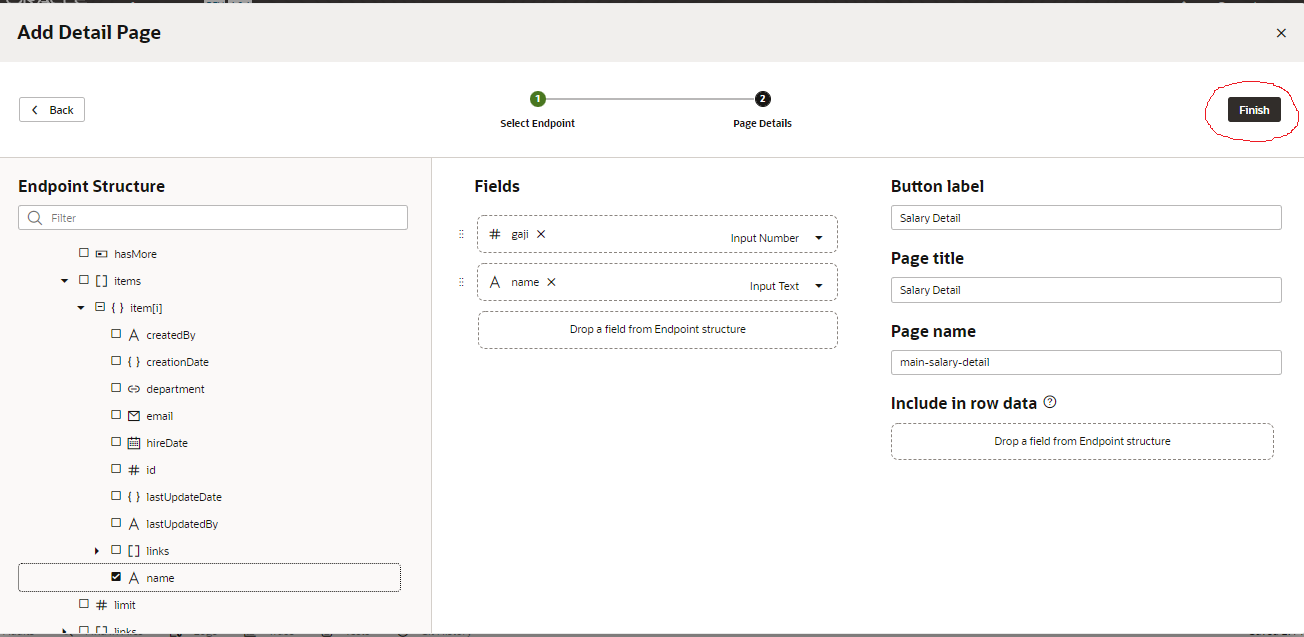 Add Detail Page
Back
1
2
Select Endpoint
Page Details
Finish
Endpoint Structure
Filter
hasMore
items
item[i]
createdBy
creationDate
department
email
hireDate
id
lastUpdateDate
lastUpdatedBy
links
name
limit
links
Fields
gaji
Input Number
name
Input Text
Drop a field from Endpoint structure
Button label
Salary Detail
Page title
Salary Detail
Page name
main-salary-detail
Include in row data
Drop a field from Endpoint structure